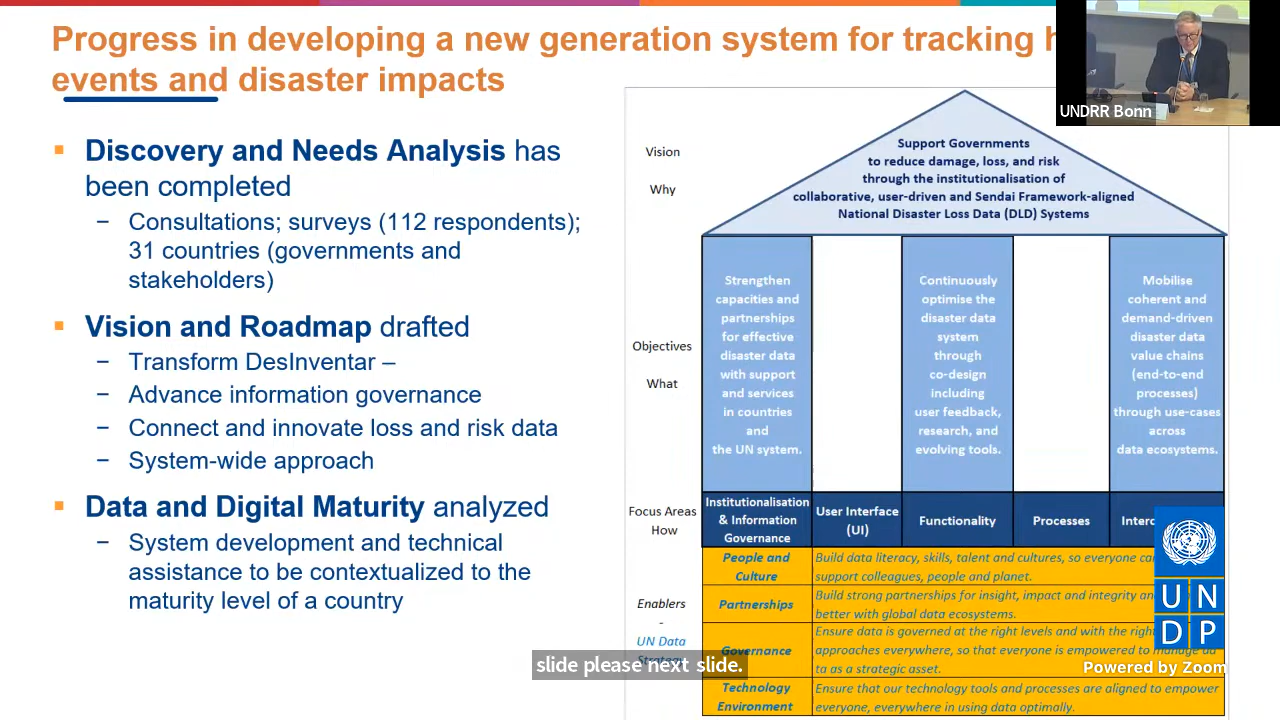 Progress in developing a new generation system for tracking
events and disaster impacts
UNDRR Bonn
Discovery and Needs Analysis has
been completed
− Consultations; surveys (112 respondents);
31 countries (governments and
stakeholders)
Vision and Roadmap drafted
− Transform DesInventar –
− Advance information governance
− Connect and innovate loss and risk data
− System-wide approach
Data and Digital Maturity analyzed
− System development and technical
assistance to be contextualized to the
maturity level of a country
Vision
Why
Support Governments
to reduce damage, loss, and risk
through the institutionalisation of
collaborative, user-driven and Sendai Framework-aligned
National Disaster Loss Data (DLD) Systems
Objectives
What
Strengthen
capacities and
partnerships
for effective
disaster data
with support
and services
in countries
and
the UN system.
Continuously
optimise the
disaster data
system
through
co-design
including
user feedback,
research, and
evolving tools.
Mobilise
coherent and
demand-driven
disaster data
value chains
(end-to-end
processes)
through use-cases
across
data ecosystems.
Focus Areas
How
Institutionalisation
& Information
Governance
User Interface
(UI)
Functionality
Processes
Enablers
-
UN Data
People and
Culture
Build data literacy, skills, talent and cultures, so everyone
support colleagues, people and planet.
Partnerships
Build strong partnerships for insight, impact and integrity
better with global data ecosystems.
Governance
Ensure data is governed at the right levels and with the right
approaches everywhere, so that everyone is empowered to manage
ta as a strategic asset.
Technology
Environment
Ensure that our technology tools and processes are aligned to empower
everyone, everywhere in using data optimally.
U N
D P
slide please next slide.
Powered by Zoom